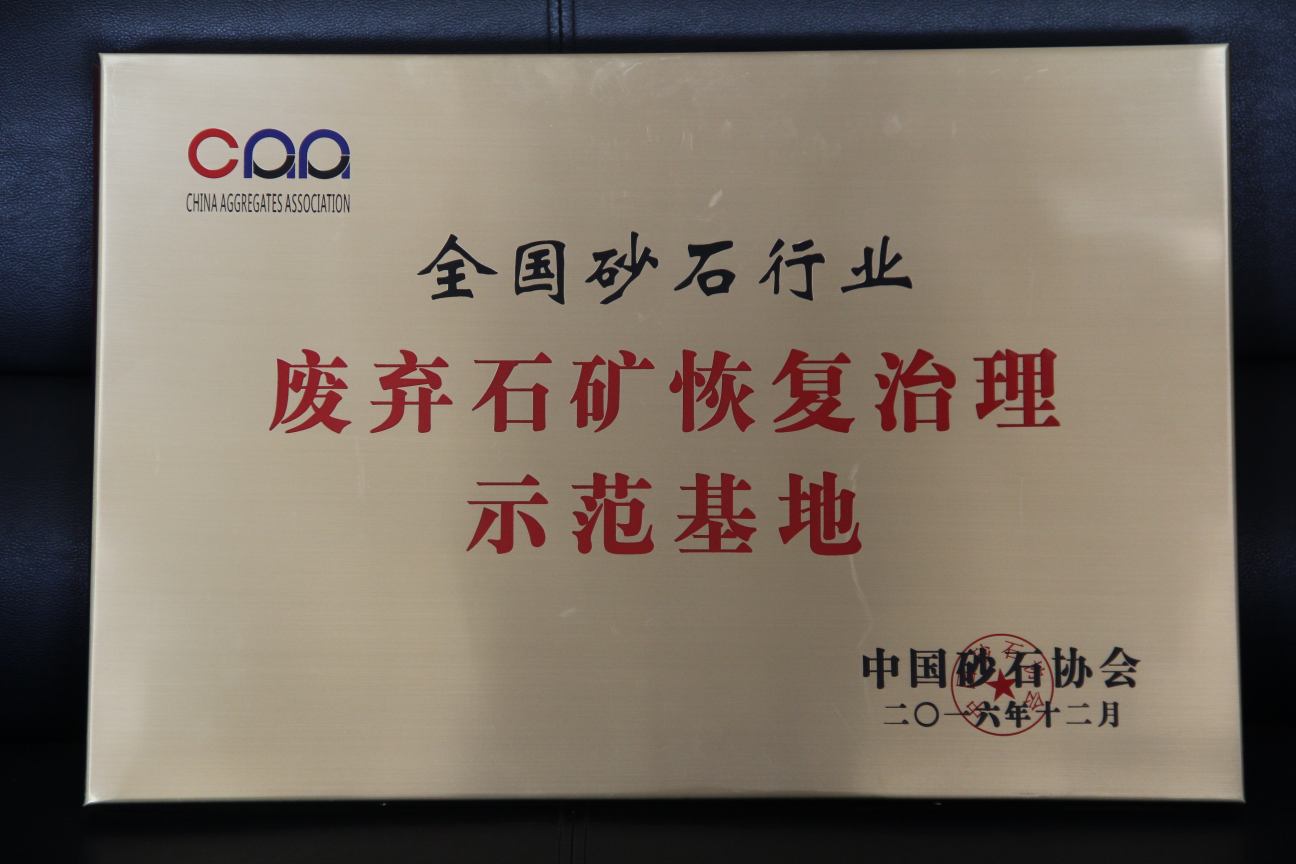 CAA
CHINA AGGREGATES ASSOCIATION
全国砂石行业
废弃石矿恢复治理
示范基地
中国砂石协会
二〇一六年十二月